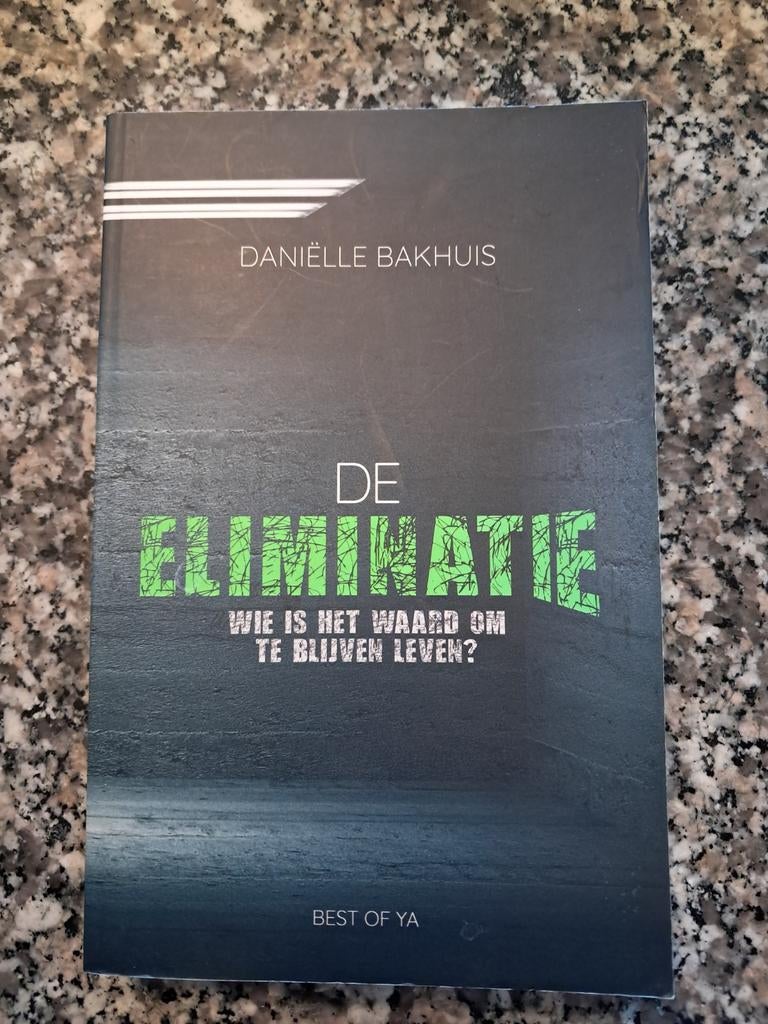 DANIËLLE BAKHUIS
DE
ELIMINATIE
WIE IS HET WAARD OM
TE BLIJVEN LEVEN?
BEST OF YA